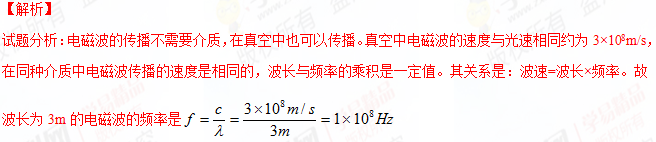 【解析】
试题分析：电磁波的传播不需要介质，在真空中也可以传播。真空中电磁波的速度与光速相同约为 3×10⁸m/s，
在同种介质中电磁波传播的速度是相同的，波长与频率的乘积是一定值。其关系是：波速=波长×频率。故
波长为 3m 的电磁波的频率是 f = c/λ = (3×10⁸ m/s)/(3m) = 1×10⁸ Hz